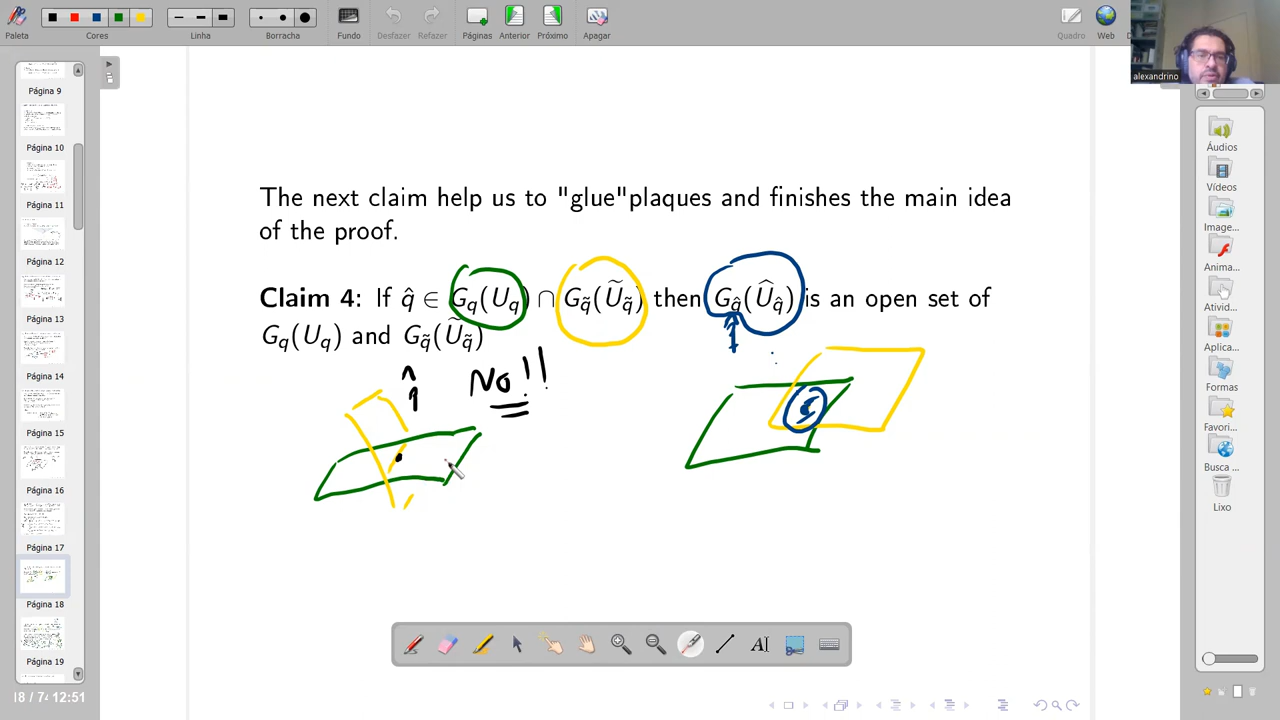 Paleta
Cores
Linha
Borracha
Fundo
Desfazer
Refazer
Páginas
Anterior
Próximo
Apagar
Quadro
Web
alexandrino
Página 9
Página 10
Página 11
Página 12
Página 13
Página 14
Página 15
Página 16
Página 17
Página 18
Página 19
18 / 74 12:51
The next claim help us to "glue"plaques and finishes the main idea
of the proof.
Claim 4: If q̂ ∈ G_q(U_q) ∩ G_q̃(Ũ_q̃) then G_q̂(Û_q̂) is an open set of
G_q(U_q) and G_q̃(Ũ_q̃)
No!!
Áudios
Vídeos
Image...
Anima...
Ativid...
Aplica...
Formas
Favori...
Busca ...
Lixo
AI